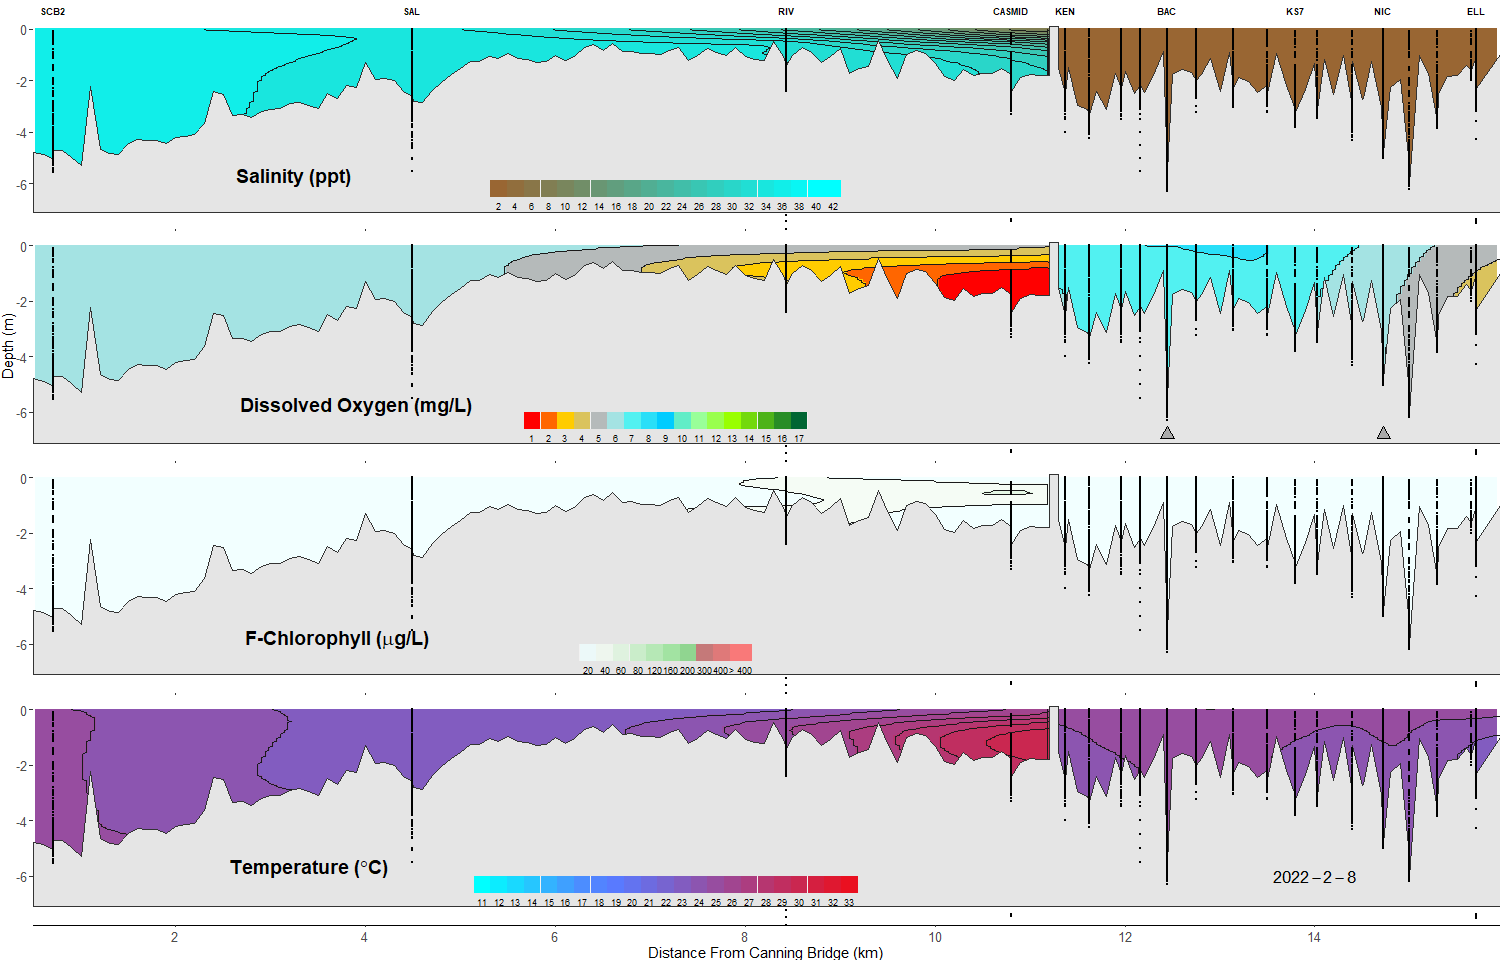 SCB2 SAL RIV CASMID KEN BAC KS7 NIC ELL
0
-2
-4
-6
Salinity (ppt)
2 4 6 8 10 12 14 16 18 20 22 24 26 28 30 32 34 36 38 40 42
0
-2
-4
-6
Dissolved Oxygen (mg/L)
1 2 3 4 5 6 7 8 9 10 11 12 13 14 15 16 17
Depth (m)
0
-2
-4
-6
F-Chlorophyll (μg/L)
20 40 60 80 120 160 200 300 400 > 400
0
-2
-4
-6
Temperature (°C)
11 12 13 14 15 16 17 18 19 20 21 22 23 24 25 26 27 28 29 30 31 32 33
2022 – 2 – 8
2 4 6 8 10 12 14
Distance From Canning Bridge (km)